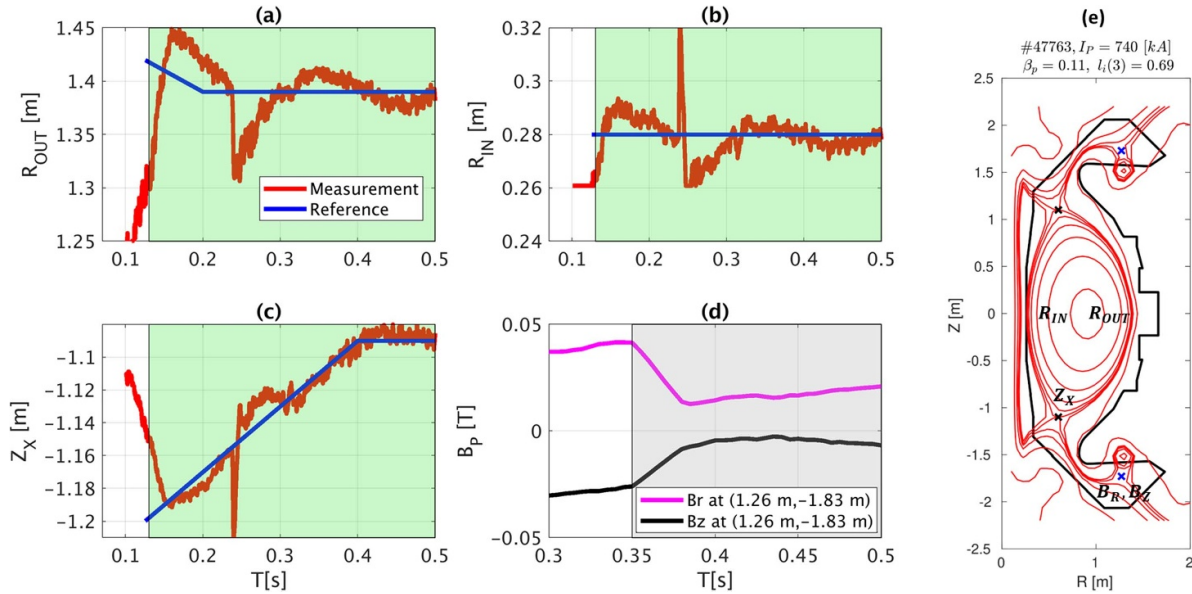 (a)
1.45
1.4
1.35
1.3
1.25
R_OUT [m]
Measurement
Reference
0.1 0.2 0.3 0.4 0.5
(b)
0.32
0.3
0.28
0.26
0.24
R_IN [m]
0.1 0.2 0.3 0.4 0.5
(c)
-1.1
-1.12
-1.14
-1.16
-1.18
-1.2
Z_X [m]
0.1 0.2 0.3 0.4 0.5
T[s]
(d)
0.05
0
-0.05
B_P [T]
Br at (1.26 m,-1.83 m)
Bz at (1.26 m,-1.83 m)
0.3 0.35 0.4 0.45 0.5
T[s]
(e)
#47763, I_P = 740 [kA]
β_p = 0.11, l_i(3) = 0.69
2.5
2
1.5
1
0.5
0
-0.5
-1
-1.5
-2
-2.5
Z [m]
R_IN R_OUT
Z_X
B_R, B_Z
0 1 2
R [m]